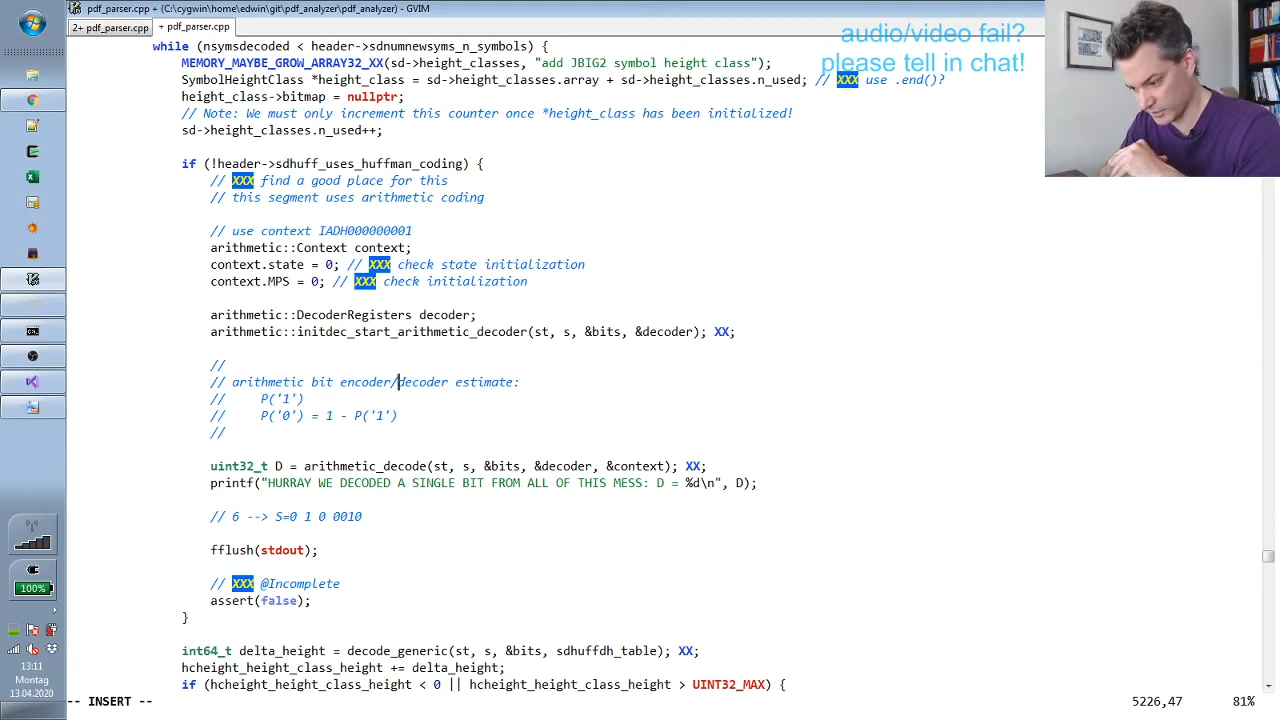 pdf_parser.cpp + (C:\cygwin\home\edwin\git\pdf_analyzer\pdf_analyzer) - GVIM
2+ pdf_parser.cpp + pdf_parser.cpp
audio/video fail?
please tell in chat!
while (nsymsdecoded < header->sdnumnewsyms_n_symbols) {
MEMORY_MAYBE_GROW_ARRAY32_XX(sd->height_classes, "add JBIG2 symbol height class");
SymbolHeightClass *height_class = sd->height_classes.array + sd->height_classes.n_used; // XXX use .end()?
height_class->bitmap = nullptr;
// Note: We must only increment this counter once *height_class has been initialized!
sd->height_classes.n_used++;
if (!header->sdhuff_uses_huffman_coding) {
// XXX find a good place for this
// this segment uses arithmetic coding
// use context IADH000000001
arithmetic::Context context;
context.state = 0; // XXX check state initialization
context.MPS = 0; // XXX check initialization
arithmetic::DecoderRegisters decoder;
arithmetic::initdec_start_arithmetic_decoder(st, s, &bits, &decoder); XX;
//
// arithmetic bit encoder/decoder estimate:
// P('1')
// P('0') = 1 - P('1')
//
uint32_t D = arithmetic_decode(st, s, &bits, &decoder, &context); XX;
printf("HURRAY WE DECODED A SINGLE BIT FROM ALL OF THIS MESS: D = %d\n", D);
// 6 --> S=0 1 0 0010
fflush(stdout);
// XXX @Incomplete
assert(false);
}
int64_t delta_height = decode_generic(st, s, &bits, sdhuffdh_table); XX;
hcheight_height_class_height += delta_height;
if (hcheight_height_class_height < 0 || hcheight_height_class_height > UINT32_MAX) {
-- INSERT -- 5226,47 81%
100%
13:11
Montag
13.04.2020